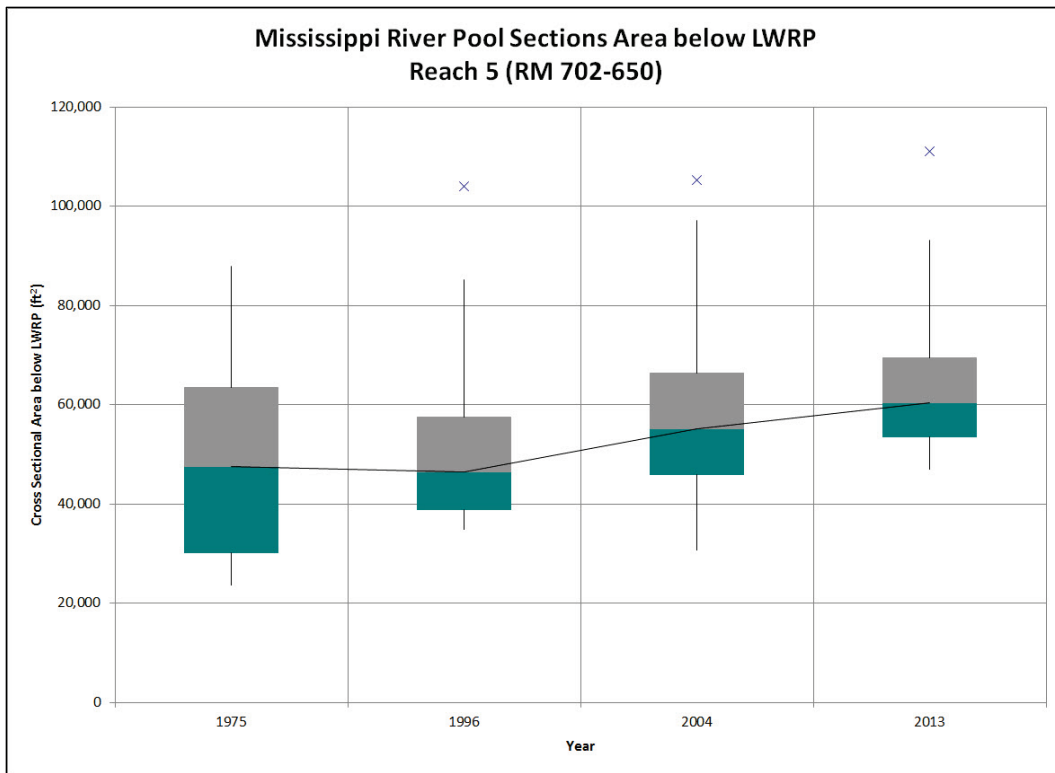 Mississippi River Pool Sections Area below LWRP
Reach 5 (RM 702-650)
120,000
100,000
80,000
60,000
40,000
20,000
0
Cross Sectional Area below LWRP (ft²)
1975 1996 2004 2013
Year